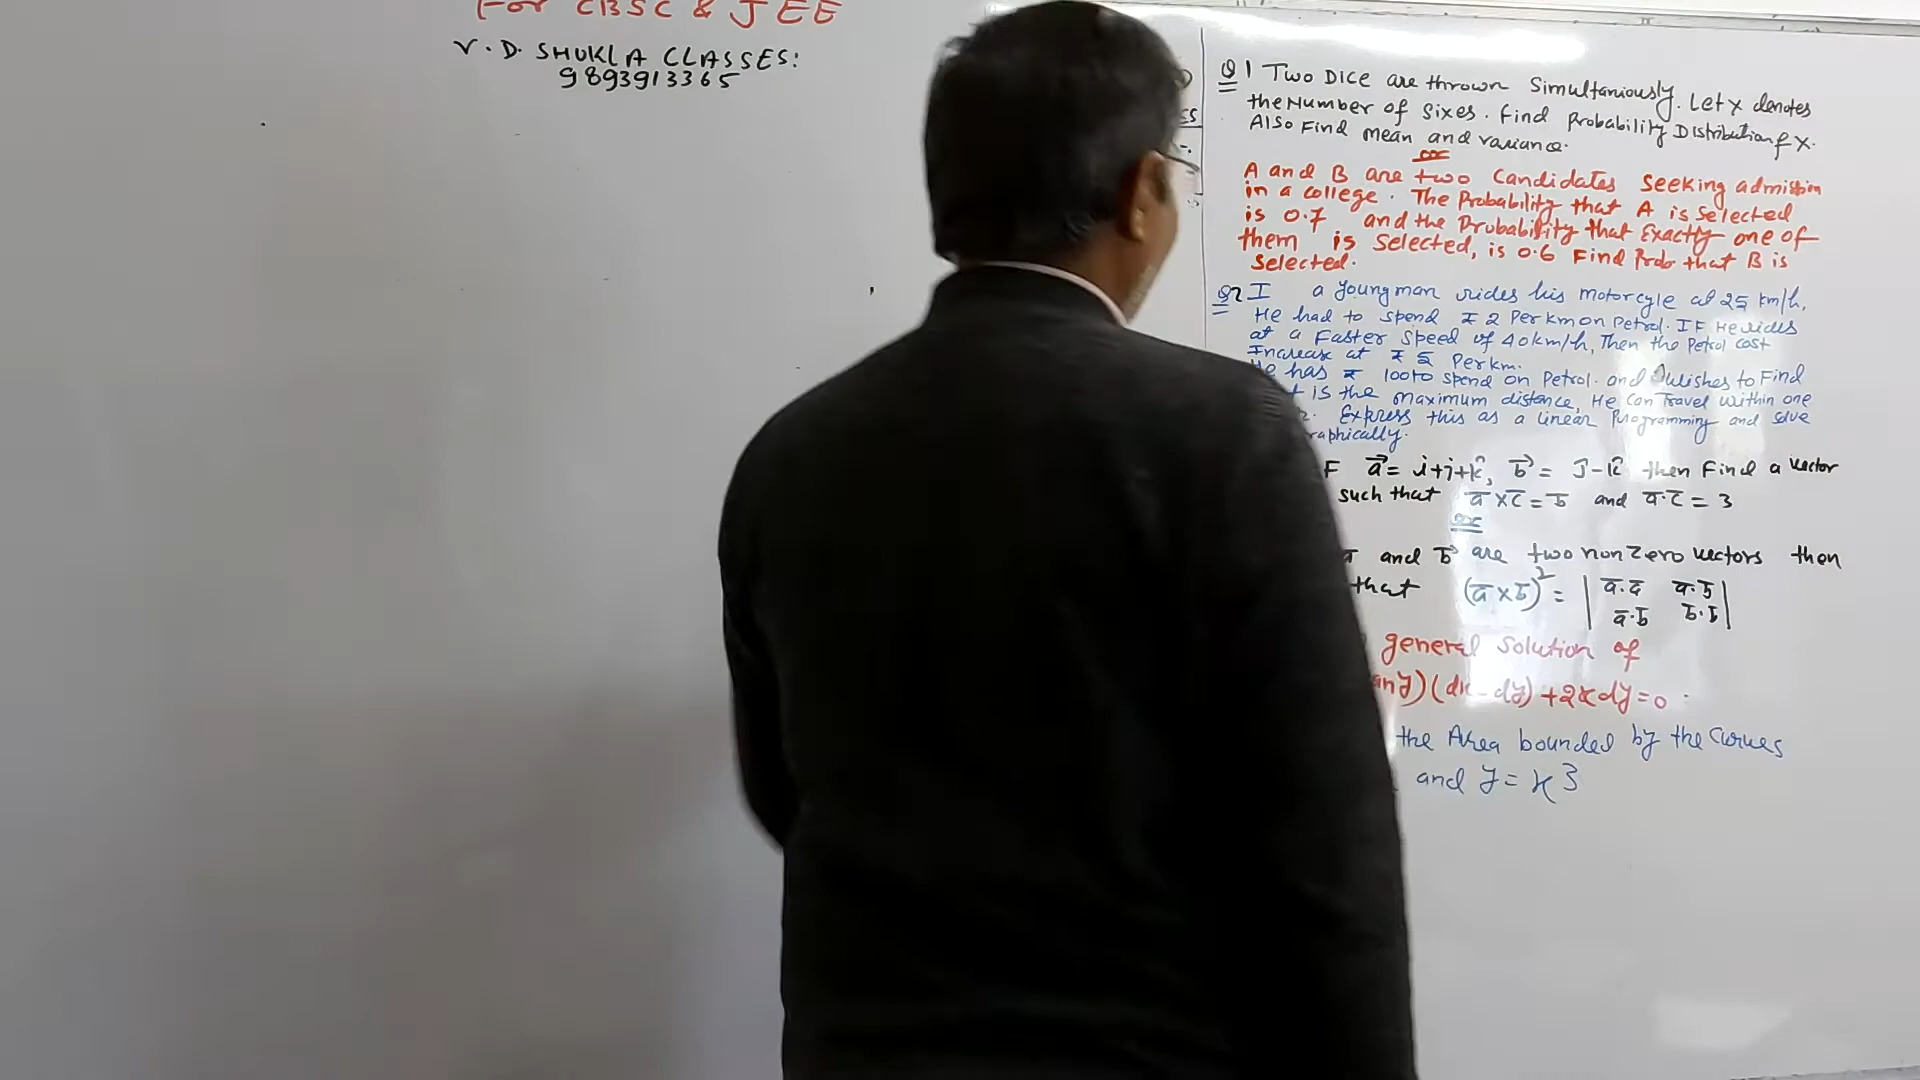 For CBSC & JEE
V. D. SHUKLA CLASSES:
9893913365
Q1 Two Dice are thrown Simultaniously. Let X denotes
the Number of sixes. Find Probability Distribution of X.
Also Find mean and variance.
or
A and B are two Candidates Seeking admission
in a college. The Probability that A is Selected
is 0.7 and the Probability that Exactly one of
them is Selected, is 0.6 Find Prob that B is
Selected.
Q2 I a young man rides his motorcyle at 25 km/h.
He had to spend ₹ 2 Per km on Petrol. IF He rides
at a Faster speed of 40km/h, Then the Petrol cost
Increase at ₹ 5 Per km.
He has ₹ 100 to spend on Petrol. and wishes to Find
is the maximum distance, He Can Travel within one
Express this as a linear Programming and solve
raphically.
F a⃗ = i+j+k̂, b⃗ = ĵ-k̂ then Find a vector
such that a̅ × c̅ = b̅ and a̅·c̅ = 3
or
a̅ and b⃗ are two non zero vectors then
that (a̅×b̅)² = | a̅·a̅ a̅·b̅ |
| a̅·b̅ b̅·b̅ |
general Solution of
an y)(dx-dy)+2xdy=0
the Area bounded by the Curves
and y = x3